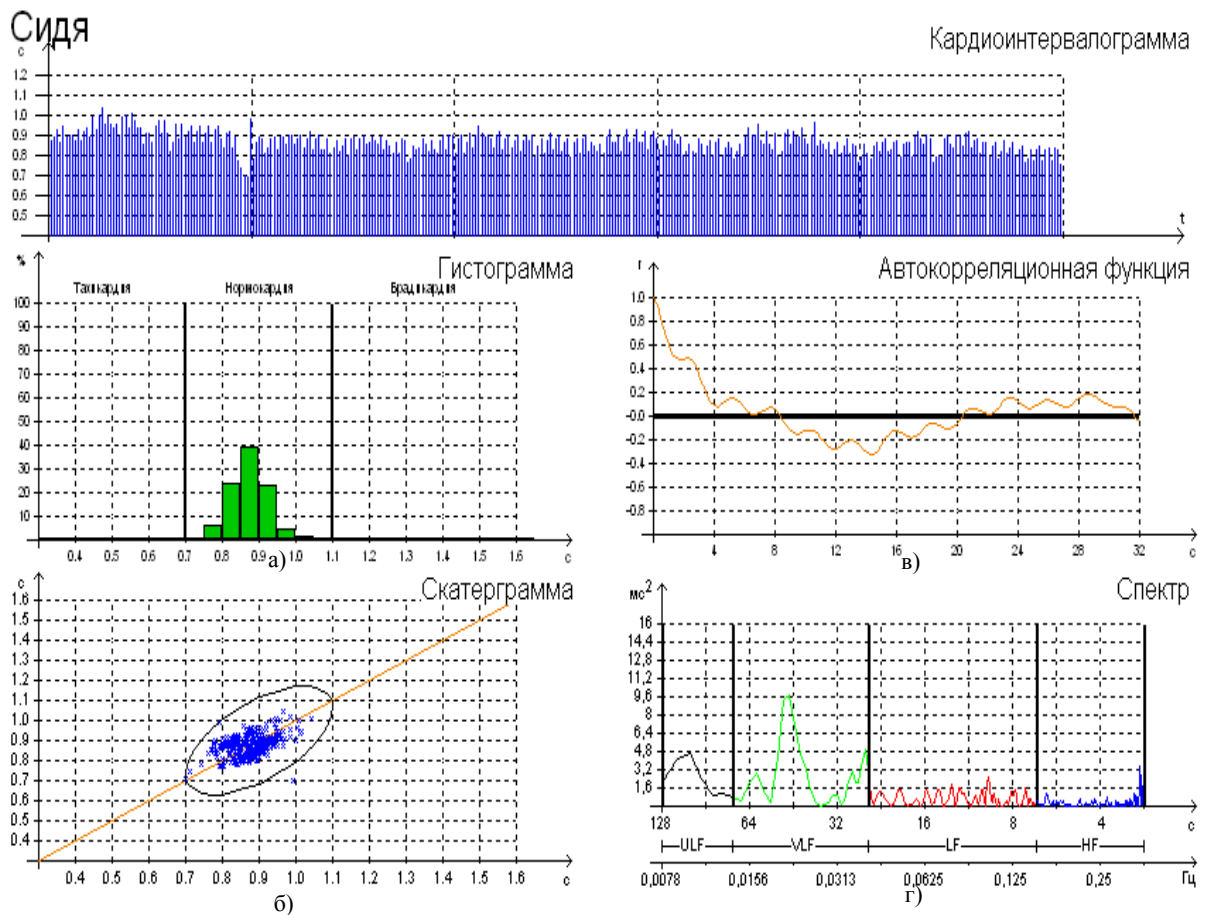 Сидя
Кардиоинтервалограмма
с
1.2
1.1
1.0
0.9
0.8
0.7
0.6
0.5
t
% Гистограмма
Тахикардия Нормокардия Брадикардия
100
90
80
70
60
50
40
30
20
10
0.4 0.5 0.6 0.7 0.8 0.9 1.0 1.1 1.2 1.3 1.4 1.5 1.6 с
а)
r Автокорреляционная функция
1.0
0.8
0.6
0.4
0.2
-0.0
-0.2
-0.4
-0.6
-0.8
4 8 12 16 20 24 28 32 с
в)
с Скатерграмма
1.6
1.5
1.4
1.3
1.2
1.1
1.0
0.9
0.8
0.7
0.6
0.5
0.4
0.4 0.5 0.6 0.7 0.8 0.9 1.0 1.1 1.2 1.3 1.4 1.5 1.6 с
б)
мс2 Спектр
16
14,4
12,8
11,2
9,6
8
6,4
4,8
3,2
1,6
128 64 32 16 8 4 с
ULF VLF LF HF
0,0078 0,0156 0,0313 0,0625 0,125 0,25 Гц
г)